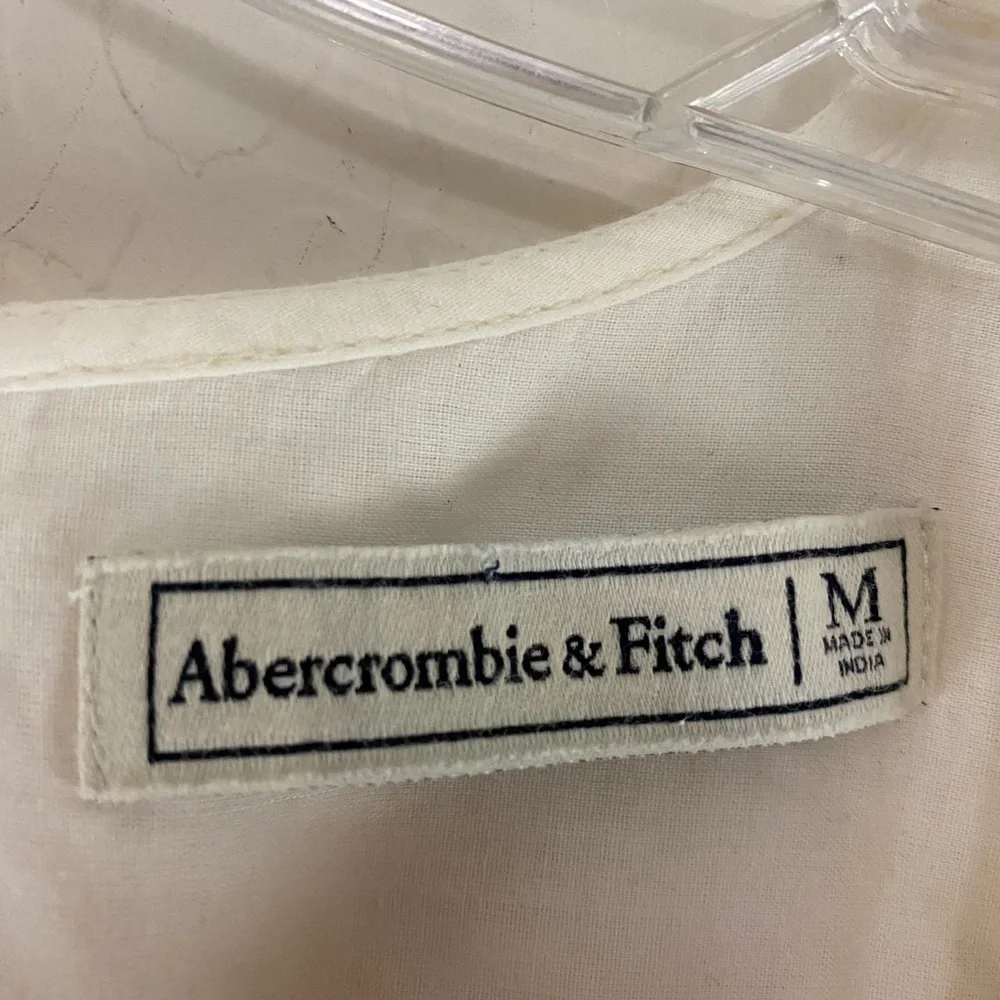 Abercrombie & Fitch
M
MADE IN
INDIA